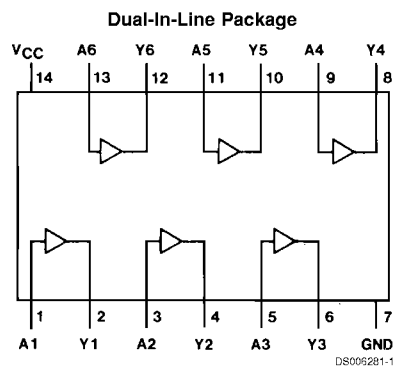 Dual-In-Line Package
VCC A6 Y6 A5 Y5 A4 Y4
14 13 12 11 10 9 8
1 2 3 4 5 6 7
A1 Y1 A2 Y2 A3 Y3 GND
DS006281-1